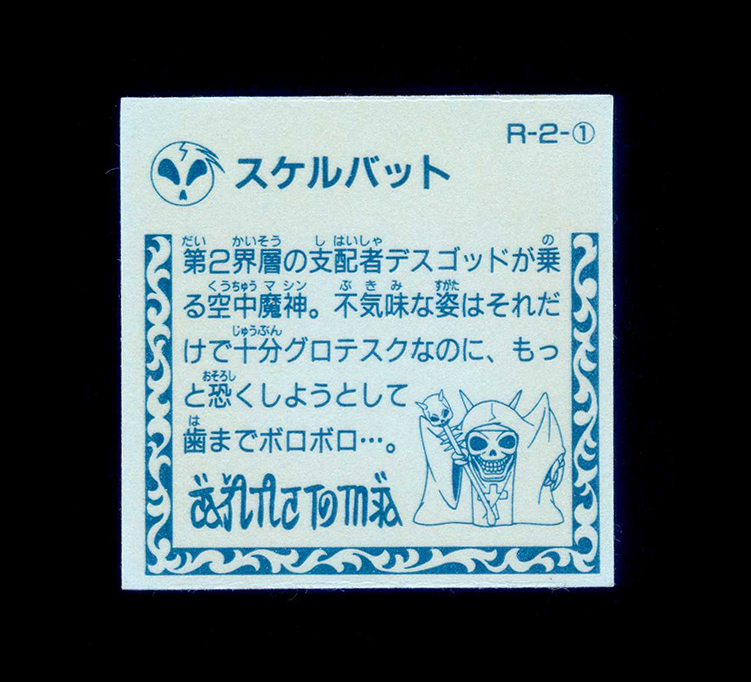 R-2-①
スケルバット
第2界層の支配者デスゴッドが乗
る空中魔神。不気味な姿はそれだ
けで十分グロテスクなのに、もっ
と恐くしようとして
歯までボロボロ…。